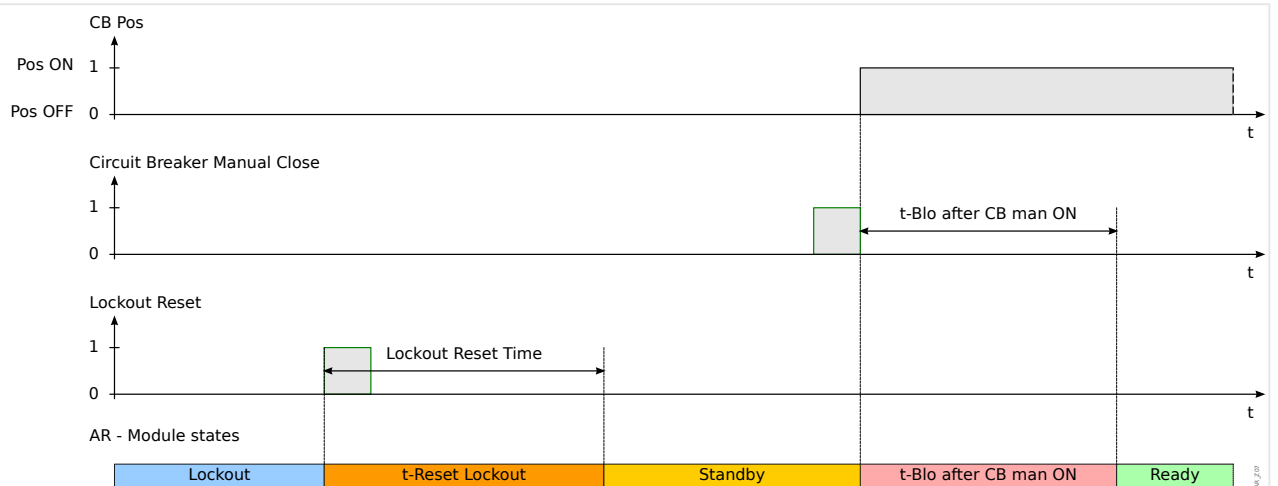 CB Pos
Pos ON 1
Pos OFF 0
t
Circuit Breaker Manual Close
1
t-Blo after CB man ON
0
t
Lockout Reset
1
Lockout Reset Time
0
t
AR - Module states
Lockout t-Reset Lockout Standby t-Blo after CB man ON Ready